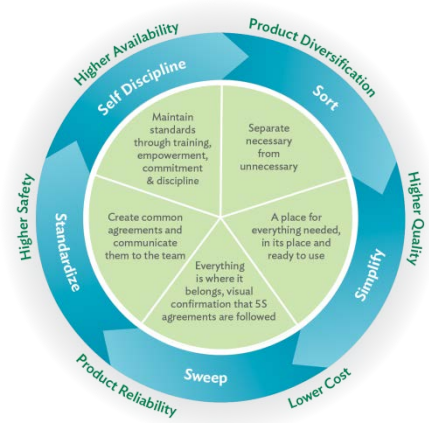 Product Diversification
Higher Quality
Lower Cost
Product Reliability
Higher Safety
Higher Availability
Sort
Simplify
Sweep
Standardize
Self Discipline
Separate
necessary
from
unnecessary
A place for
everything needed,
in its place and
ready to use
Everything
is where it
belongs, visual
confirmation that 5S
agreements are followed
Create common
agreements and
communicate
them to the team
Maintain
standards
through training,
empowerment,
commitment
& discipline